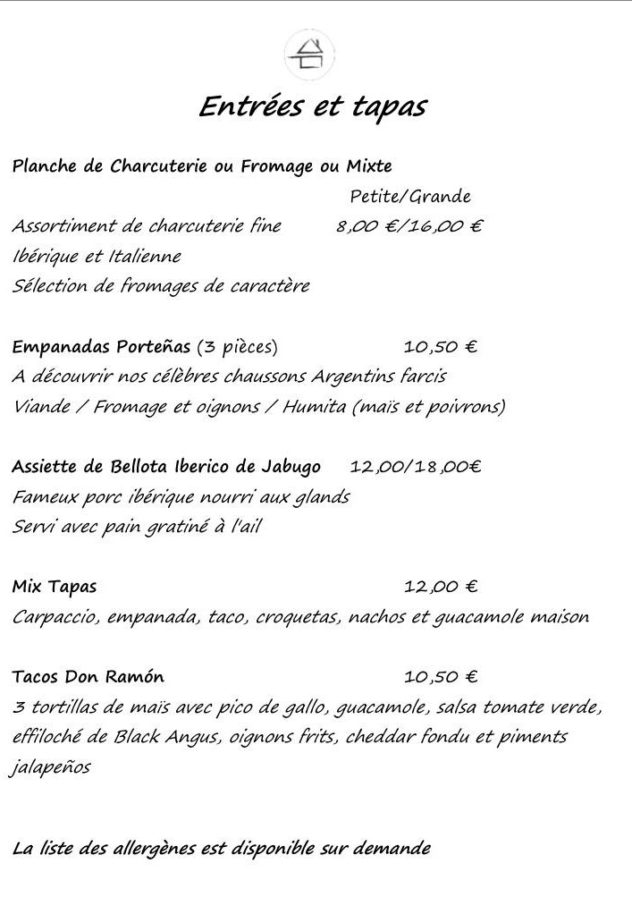 Entrées et tapas
Planche de Charcuterie ou Fromage ou Mixte
Petite/Grande
Assortiment de charcuterie fine 8,00 €/16,00 €
Ibérique et Italienne
Sélection de fromages de caractère
Empanadas Porteñas (3 pièces) 10,50 €
A découvrir nos célèbres chaussons Argentins farcis
Viande / Fromage et oignons / Humita (maïs et poivrons)
Assiette de Bellota Iberico de Jabugo 12,00/18,00€
Fameux porc ibérique nourri aux glands
Servi avec pain gratiné à l'ail
Mix Tapas 12,00 €
Carpaccio, empanada, taco, croquetas, nachos et guacamole maison
Tacos Don Ramón 10,50 €
3 tortillas de maïs avec pico de gallo, guacamole, salsa tomate verde,
effiloché de Black Angus, oignons frits, cheddar fondu et piments
jalapeños
La liste des allergènes est disponible sur demande